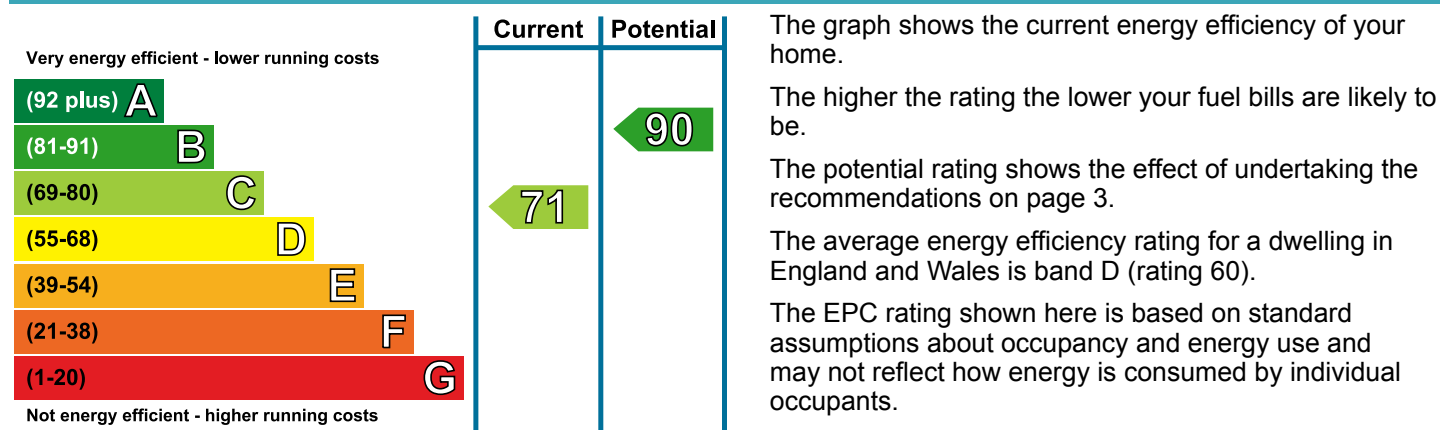 Current Potential
Very energy efficient - lower running costs
(92 plus) A
(81-91) B
(69-80) C
(55-68) D
(39-54) E
(21-38) F
(1-20) G
Not energy efficient - higher running costs
71
90
The graph shows the current energy efficiency of your
home.
The higher the rating the lower your fuel bills are likely to
be.
The potential rating shows the effect of undertaking the
recommendations on page 3.
The average energy efficiency rating for a dwelling in
England and Wales is band D (rating 60).
The EPC rating shown here is based on standard
assumptions about occupancy and energy use and
may not reflect how energy is consumed by individual
occupants.